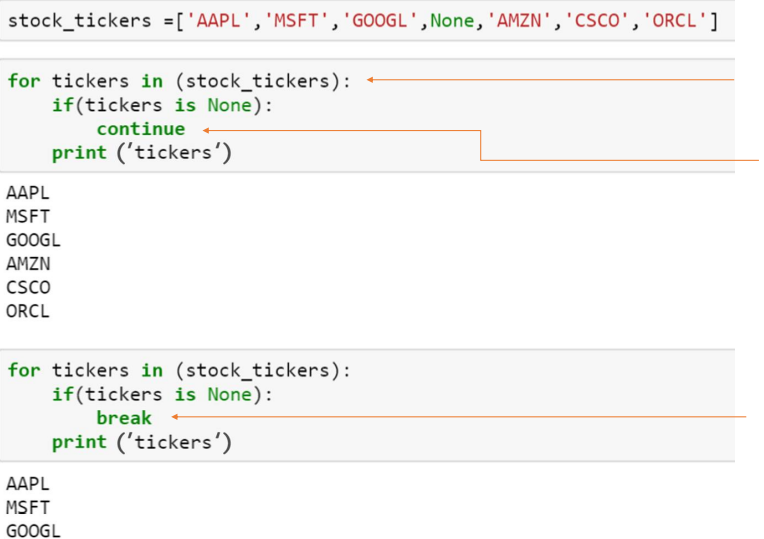 stock_tickers =['AAPL','MSFT','GOOGL',None,'AMZN','CSCO','ORCL']
for tickers in (stock_tickers):
    if(tickers is None):
        continue
    print (‘tickers’)
AAPL
MSFT
GOOGL
AMZN
CSCO
ORCL
for tickers in (stock_tickers):
    if(tickers is None):
        break
    print (‘tickers’)
AAPL
MSFT
GOOGL